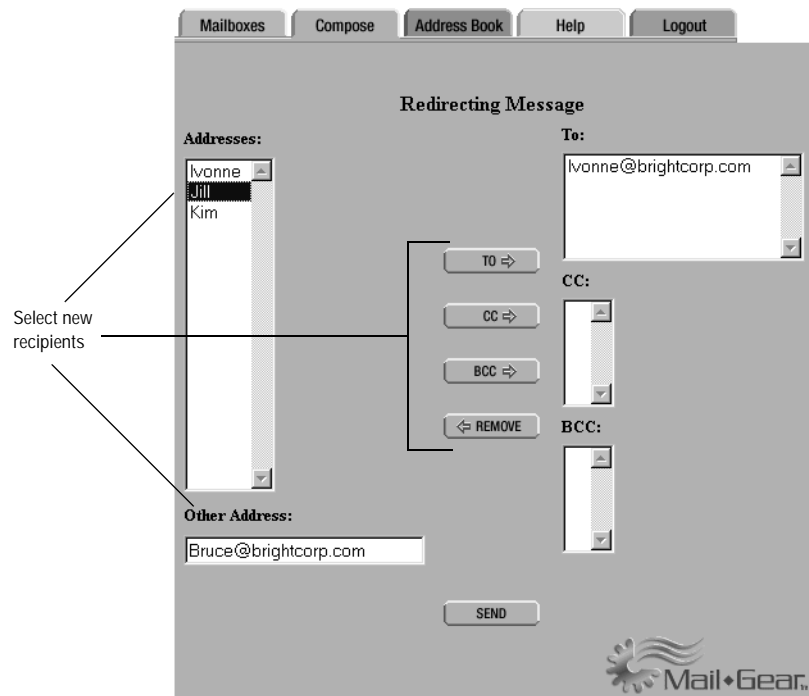 Mailboxes Compose Address Book Help Logout
Redirecting Message
Addresses:
Ivonne
Jill
Kim
To:
Ivonne@brightcorp.com
TO
CC
BCC
REMOVE
CC:
BCC:
Select new
recipients
Other Address:
Bruce@brightcorp.com
SEND
Mail Gear